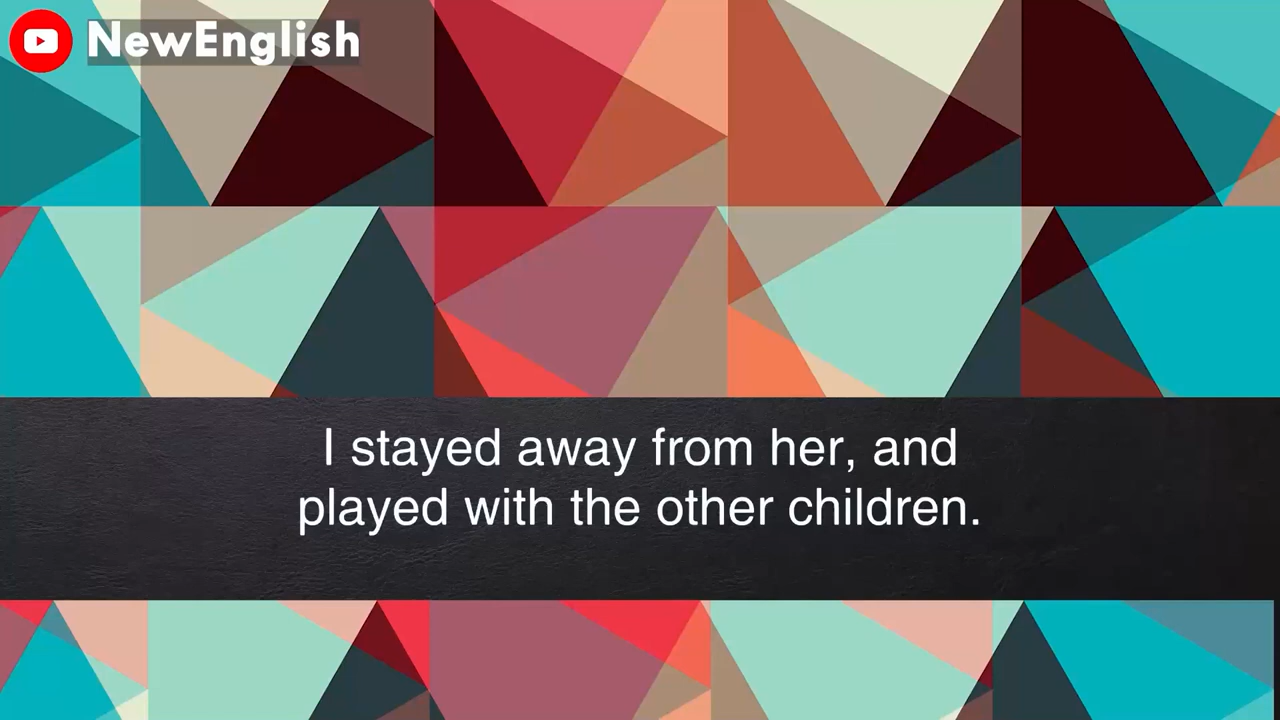 NewEnglish
I stayed away from her, and
played with the other children.